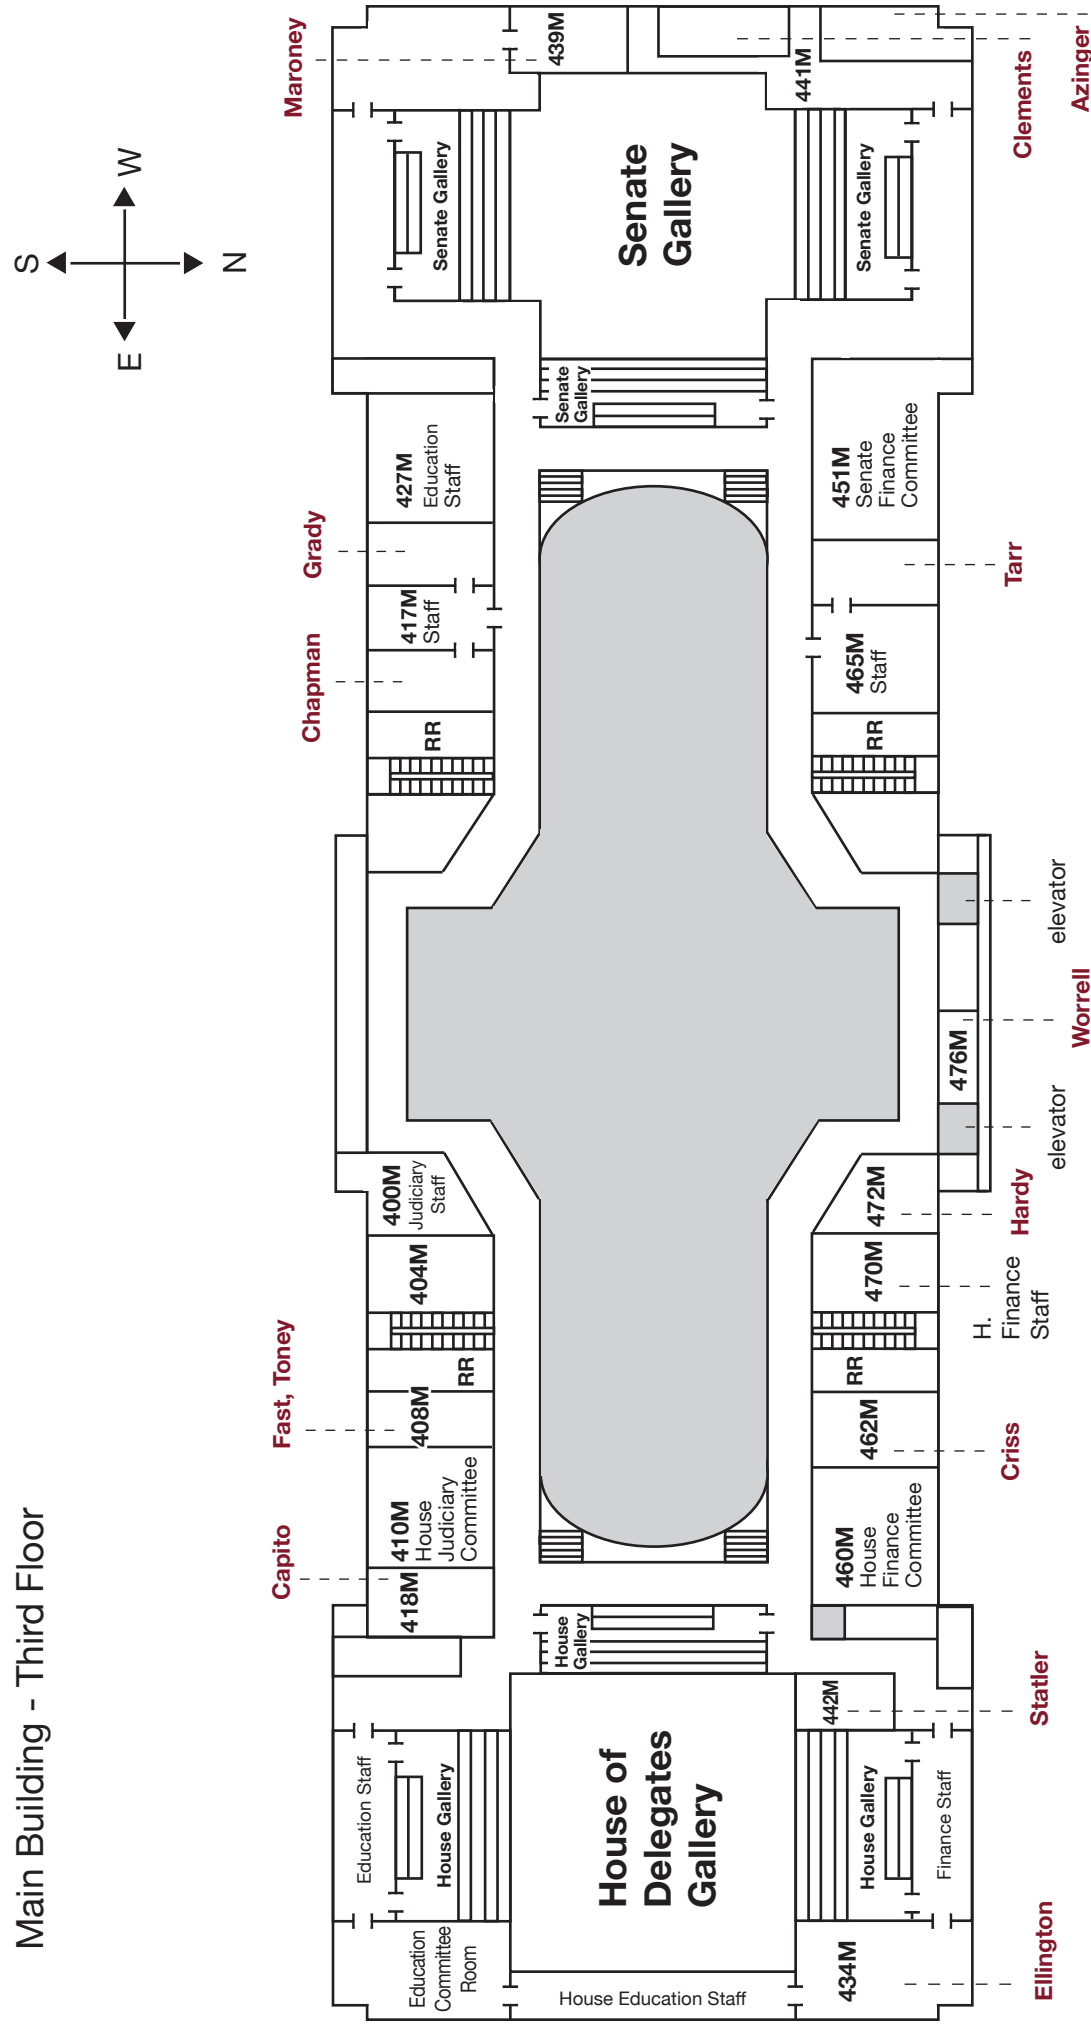 Main Building - Third Floor
S
E
W
N
Ellington
Statler
Capito
Fast, Toney
Chapman
Grady
Maroney
Education
Committee
Room
Education Staff
House Gallery
418M
410M
House
Judiciary
Committee
408M
RR
404M
400M
Judiciary
Staff
RR
417M
Staff
427M
Education
Staff
Senate Gallery
439M
House Education Staff
House of
Delegates
Gallery
House
Gallery
Senate
Gallery
Senate
Gallery
441M
434M
House Gallery
Finance Staff
442M
460M
House
Finance
Committee
462M
RR
470M
472M
476M
RR
465M
Staff
451M
Senate
Finance
Committee
Senate Gallery
Criss
H.
Finance
Staff
Hardy
elevator
Worrell
elevator
Tarr
Clements
Azinger